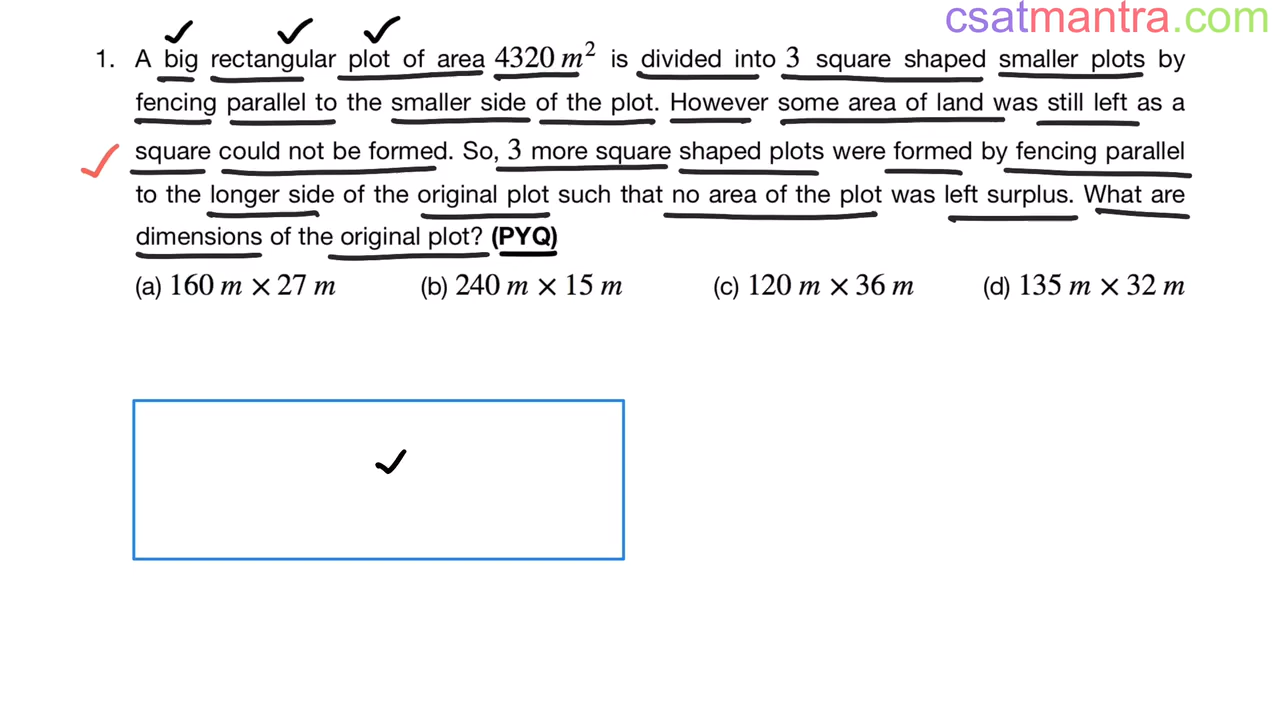 csatmantra.com
1. A big rectangular plot of area 4320 m² is divided into 3 square shaped smaller plots by
fencing parallel to the smaller side of the plot. However some area of land was still left as a
square could not be formed. So, 3 more square shaped plots were formed by fencing parallel
to the longer side of the original plot such that no area of the plot was left surplus. What are
dimensions of the original plot? (PYQ)
(a) 160 m × 27 m (b) 240 m × 15 m (c) 120 m × 36 m (d) 135 m × 32 m